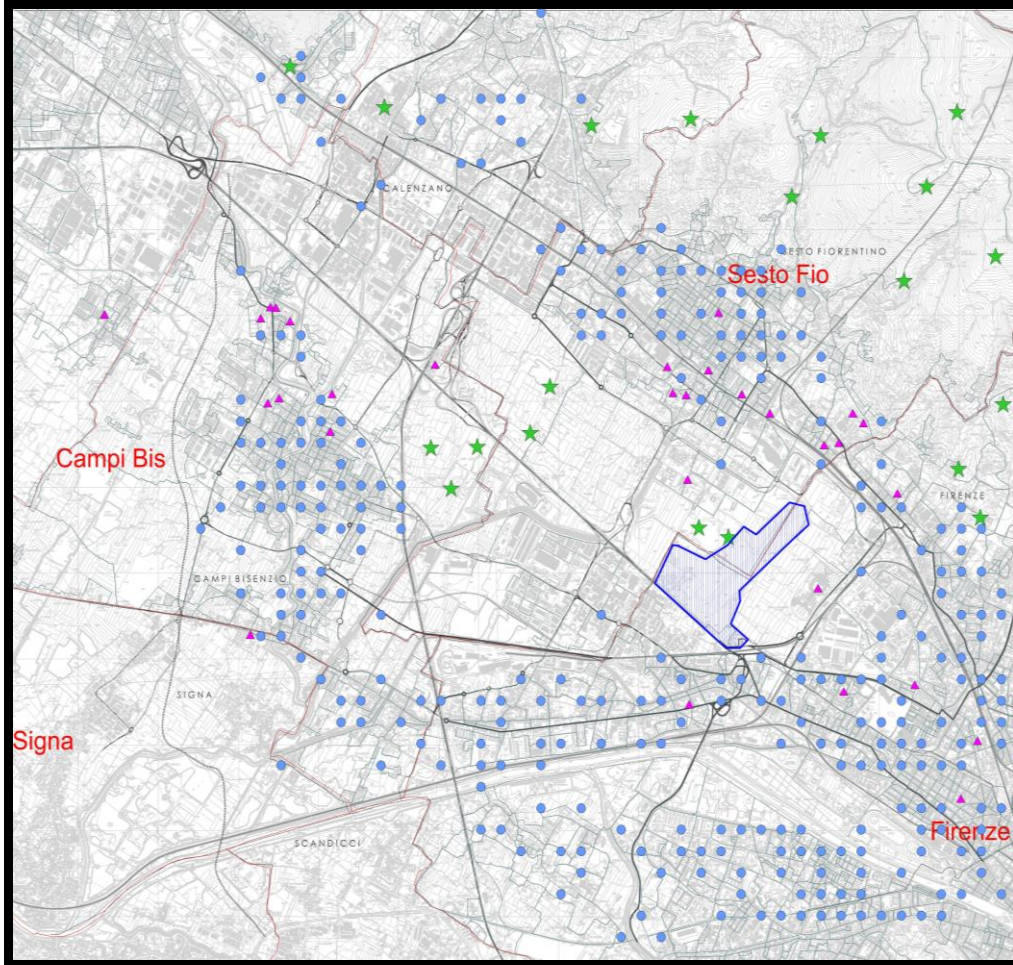 CALENZANO
SESTO FIORENTINO
Sesto Fio
Campi Bis
FIRENZE
CAMPI BISENZIO
SIGNA
Signa
Firenze
SCANDICCI